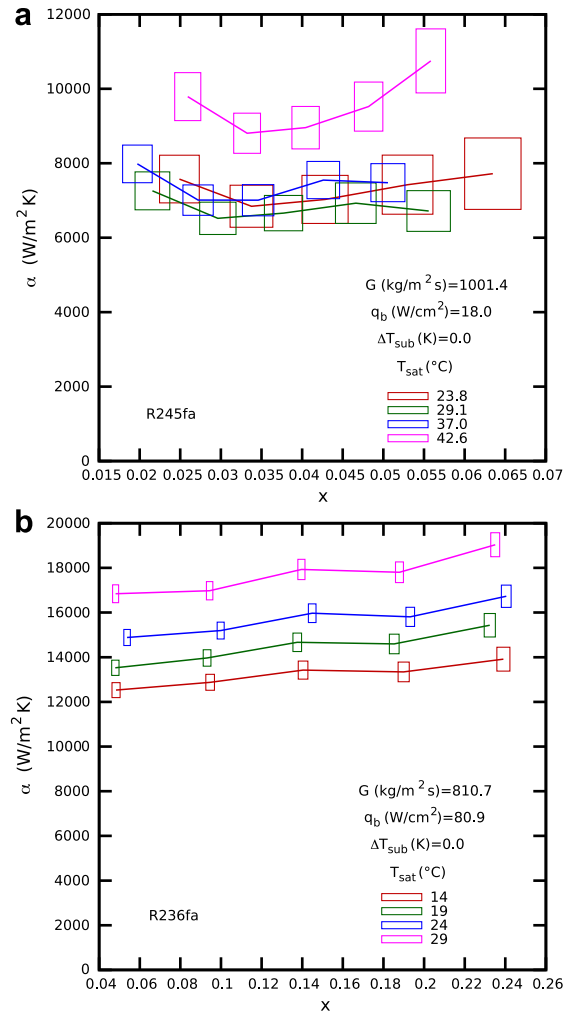 a
12000
10000
8000
6000
4000
2000
0
α (W/m² K)
G (kg/m² s)=1001.4
q_b (W/cm²)=18.0
ΔT_sub (K)=0.0
T_sat (°C)
23.8
29.1
37.0
42.6
R245fa
0.015 0.02 0.025 0.03 0.035 0.04 0.045 0.05 0.055 0.06 0.065 0.07
x
b
20000
18000
16000
14000
12000
10000
8000
6000
4000
2000
0
α (W/m² K)
G (kg/m² s)=810.7
q_b (W/cm²)=80.9
ΔT_sub (K)=0.0
T_sat (°C)
14
19
24
29
R236fa
0.04 0.06 0.08 0.1 0.12 0.14 0.16 0.18 0.2 0.22 0.24 0.26
x